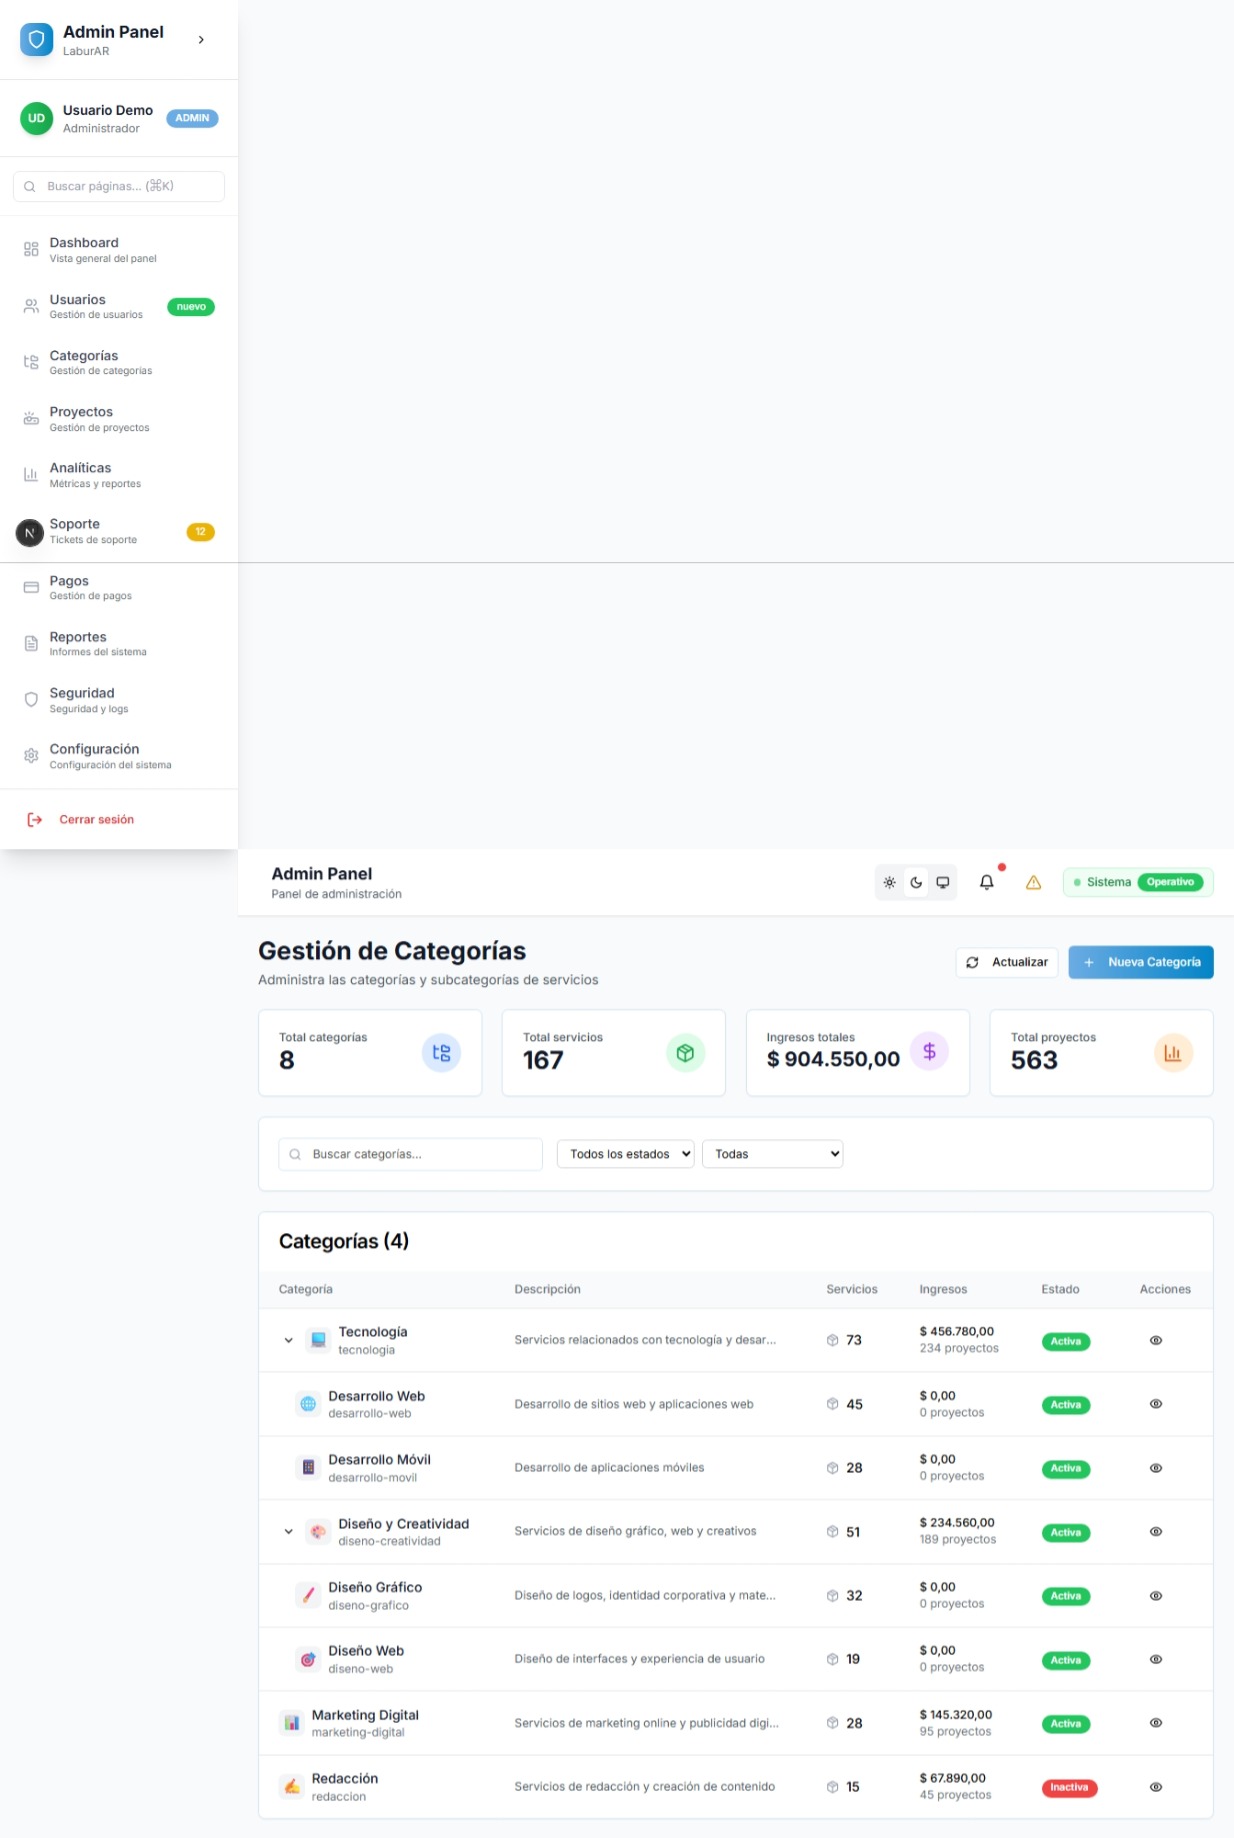 Admin Panel
LaburAR
UD
Usuario Demo
Administrador
ADMIN
Buscar páginas... (⌘K)
Dashboard
Vista general del panel
Usuarios
Gestión de usuarios
nuevo
Categorías
Gestión de categorías
Proyectos
Gestión de proyectos
Analíticas
Métricas y reportes
N
Soporte
Tickets de soporte
12
Pagos
Gestión de pagos
Reportes
Informes del sistema
Seguridad
Seguridad y logs
Configuración
Configuración del sistema
Cerrar sesión
Admin Panel
Panel de administración
Sistema Operativo
Gestión de Categorías
Administra las categorías y subcategorías de servicios
Actualizar
+ Nueva Categoría
Total categorías
8
Total servicios
167
Ingresos totales
$ 904.550,00
$
Total proyectos
563
Buscar categorías...
Todos los estados
Todas
Categorías (4)
Categoría Descripción Servicios Ingresos Estado Acciones
Tecnología
tecnologia
Servicios relacionados con tecnología y desar...
73
$ 456.780,00
234 proyectos
Activa
Desarrollo Web
desarrollo-web
Desarrollo de sitios web y aplicaciones web
45
$ 0,00
0 proyectos
Activa
Desarrollo Móvil
desarrollo-movil
Desarrollo de aplicaciones móviles
28
$ 0,00
0 proyectos
Activa
Diseño y Creatividad
diseno-creatividad
Servicios de diseño gráfico, web y creativos
51
$ 234.560,00
189 proyectos
Activa
Diseño Gráfico
diseno-grafico
Diseño de logos, identidad corporativa y mate...
32
$ 0,00
0 proyectos
Activa
Diseño Web
diseno-web
Diseño de interfaces y experiencia de usuario
19
$ 0,00
0 proyectos
Activa
Marketing Digital
marketing-digital
Servicios de marketing online y publicidad digi...
28
$ 145.320,00
95 proyectos
Activa
Redacción
redaccion
Servicios de redacción y creación de contenido
15
$ 67.890,00
45 proyectos
Inactiva